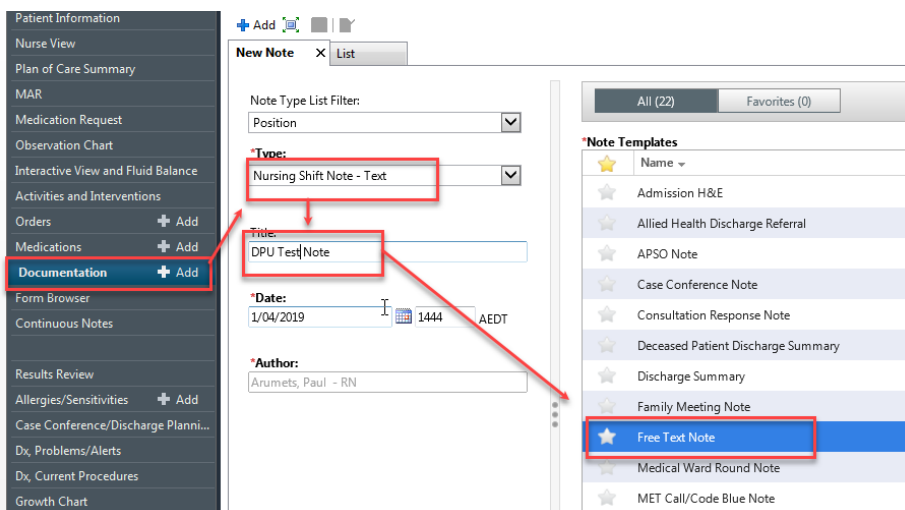 Patient Information
Nurse View
Plan of Care Summary
MAR
Medication Request
Observation Chart
Interactive View and Fluid Balance
Activities and Interventions
Orders Add
Medications Add
Documentation Add
Form Browser
Continuous Notes
Results Review
Allergies/Sensitivities Add
Case Conference/Discharge Planni...
Dx, Problems/Alerts
Dx, Current Procedures
Growth Chart
Add
New Note X List
Note Type List Filter:
Position
*Type:
Nursing Shift Note - Text
Title:
DPU Test Note
*Date:
1/04/2019 1444 AEDT
*Author:
Arumets, Paul - RN
All (22) Favorites (0)
*Note Templates
Name
Admission H&E
Allied Health Discharge Referral
APSO Note
Case Conference Note
Consultation Response Note
Deceased Patient Discharge Summary
Discharge Summary
Family Meeting Note
Free Text Note
Medical Ward Round Note
MET Call/Code Blue Note